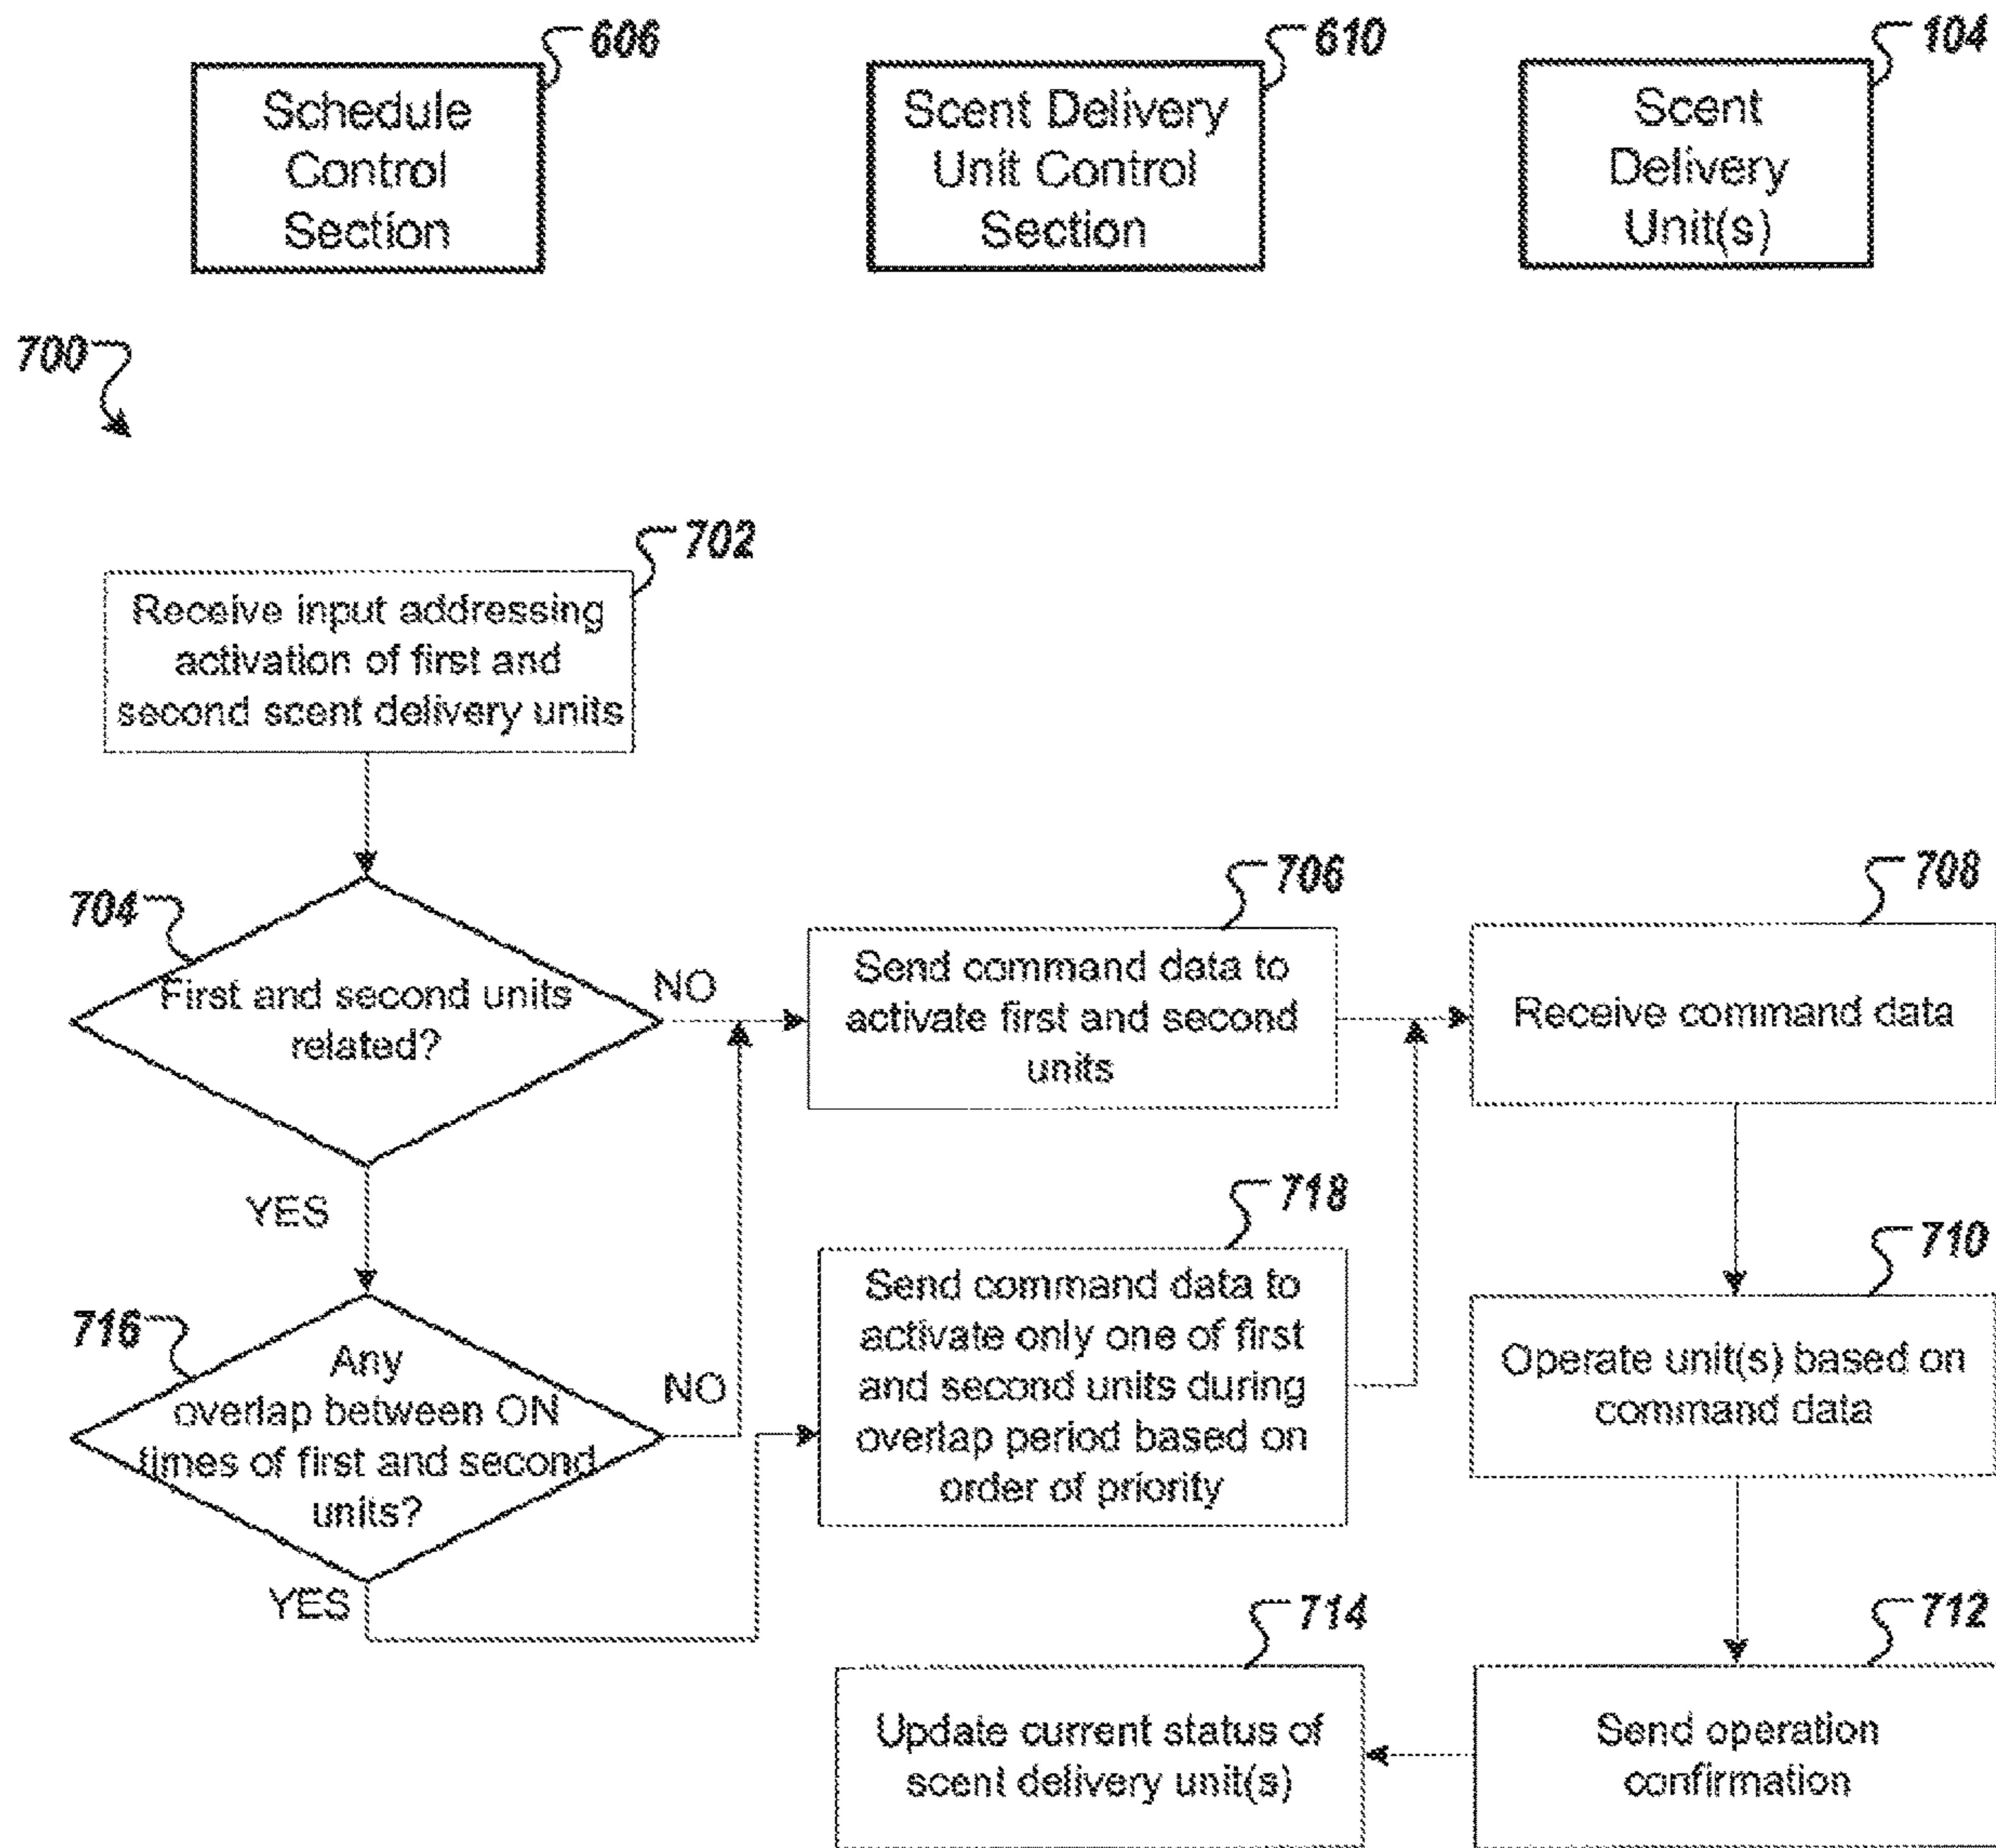 606
Schedule
Control
Section
610
Scent Delivery
Unit Control
Section
104
Scent
Delivery
Unit(s)
700
702
Receive input addressing
activation of first and
second scent delivery units
704
First and second units
related?
NO
YES
706
Send command data to
activate first and second
units
708
Receive command data
716
Any
overlap between ON
times of first and second
units?
NO
YES
718
Send command data to
activate only one of first
and second units during
overlap period based on
order of priority
710
Operate unit(s) based on
command data
712
Send operation
confirmation
714
Update current status of
scent delivery unit(s)